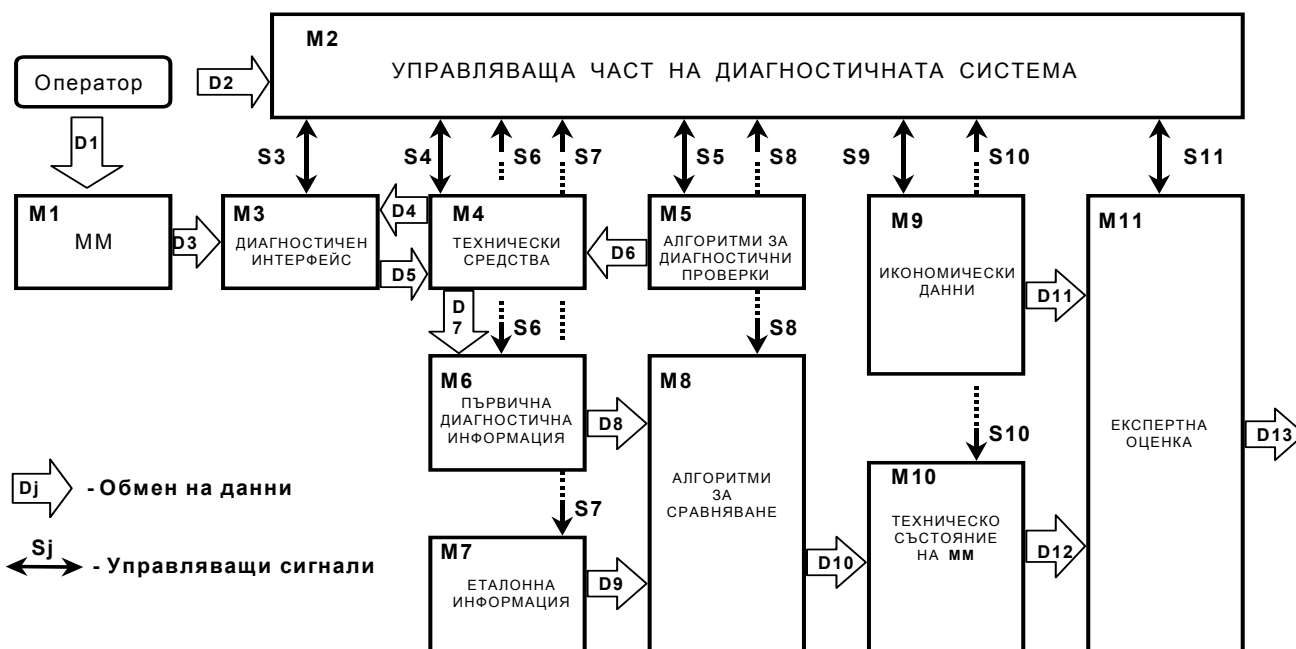 M2
УПРАВЛЯВАЩА ЧАСТ НА ДИАГНОСТИЧНАТА СИСТЕМА
Оператор
D2
D1
S3
S4
S6
S7
S5
S8
S9
S10
S11
M1
ММ
D3
M3
ДИАГНОСТИЧЕН
ИНТЕРФЕЙС
D4
D5
M4
ТЕХНИЧЕСКИ
СРЕДСТВА
D6
M5
АЛГОРИТМИ ЗА
ДИАГНОСТИЧНИ
ПРОВЕРКИ
M9
ИКОНОМИЧЕСКИ
ДАННИ
D11
M11
ЕКСПЕРТНА
ОЦЕНКА
D13
D
7
S6
S8
M6
ПЪРВИЧНА
ДИАГНОСТИЧНА
ИНФОРМАЦИЯ
D8
M8
АЛГОРИТМИ
ЗА
СРАВНЯВАНЕ
S10
Dj
- Обмен на данни
S7
M10
ТЕХНИЧЕСКО
СЪСТОЯНИЕ
НА ММ
D12
Sj
- Управляващи сигнали
M7
ЕТАЛОННА
ИНФОРМАЦИЯ
D9
D10